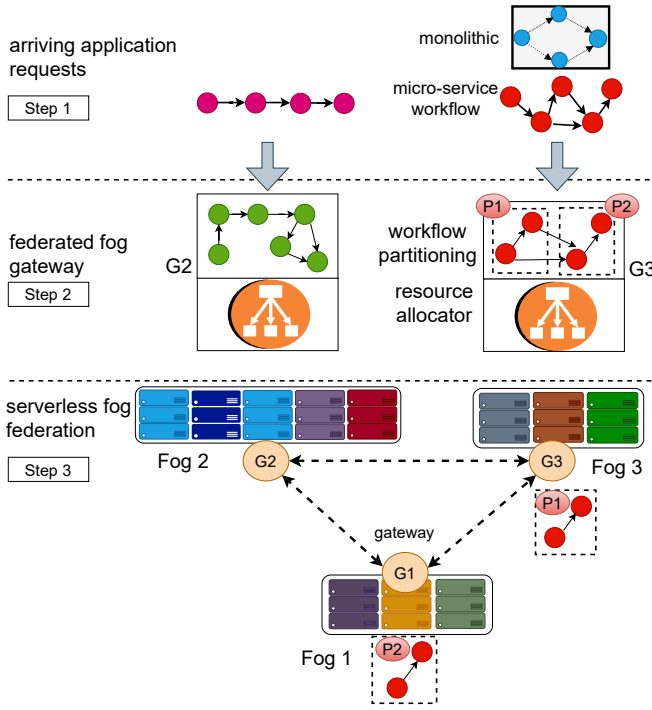 arriving application
requests
Step 1
monolithic
micro-service
workflow
federated fog
gateway
Step 2
G2
P1
P2
workflow
partitioning
G3
resource
allocator
serverless fog
federation
Step 3
Fog 2
G2
G3
Fog 3
P1
gateway
G1
Fog 1
P2